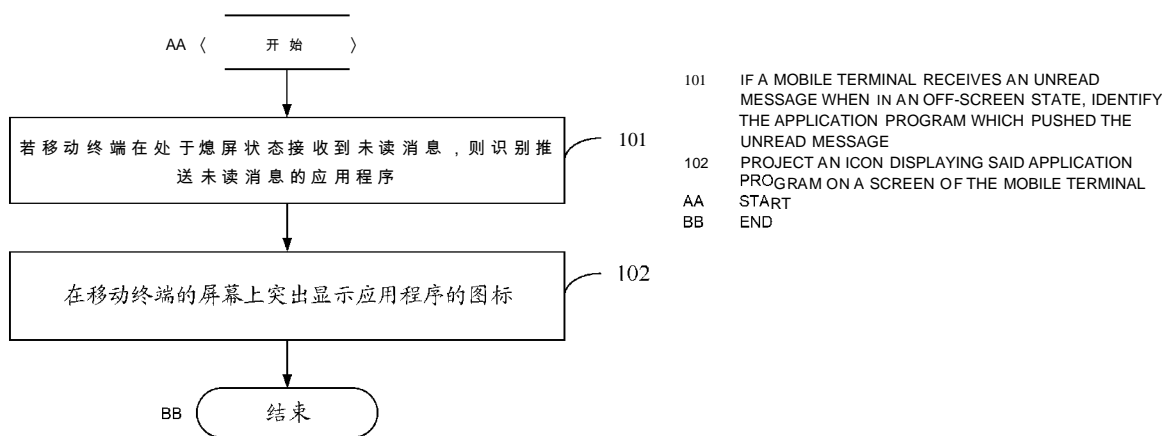 AA 〈 开始 〉
若移动终端在处于熄屏状态接收到未读消息,则识别推
送未读消息的应用程序
101
在移动终端的屏幕上突出显示应用程序的图标
102
BB 结束
101 IF A MOBILE TERMINAL RECEIVES AN UNREAD
MESSAGE WHEN IN AN OFF-SCREEN STATE, IDENTIFY
THE APPLICATION PROGRAM WHICH PUSHED THE
UNREAD MESSAGE
102 PROJECT AN ICON DISPLAYING SAID APPLICATION
PROGRAM ON A SCREEN OF THE MOBILE TERMINAL
AA START
BB END